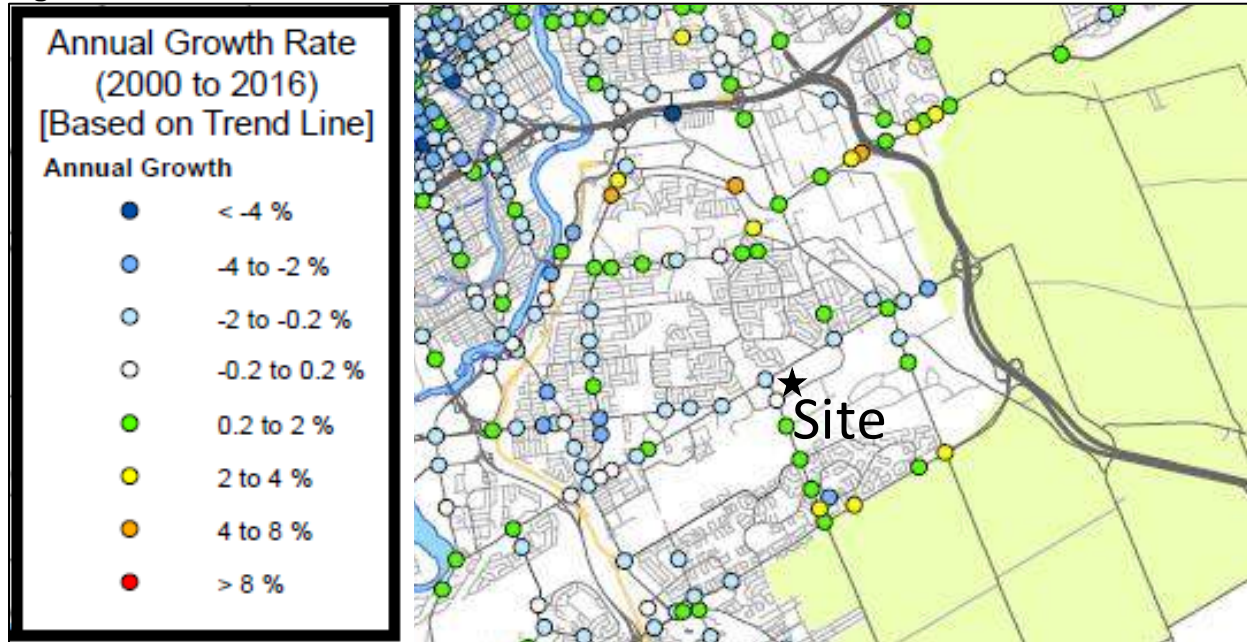 Annual Growth Rate
(2000 to 2016)
[Based on Trend Line]
Annual Growth
< -4 %
-4 to -2 %
-2 to -0.2 %
-0.2 to 0.2 %
0.2 to 2 %
2 to 4 %
4 to 8 %
> 8 %
Site